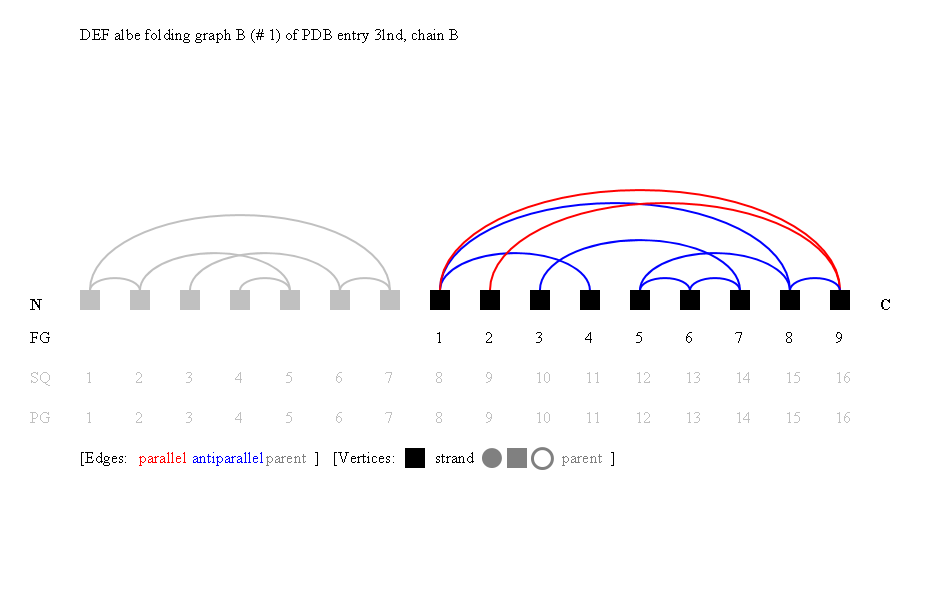 DEF albe folding graph B (# 1) of PDB entry 3lnd, chain B
N C
FG 1 2 3 4 5 6 7 8 9
SQ 1 2 3 4 5 6 7 8 9 10 11 12 13 14 15 16
PG 1 2 3 4 5 6 7 8 9 10 11 12 13 14 15 16
[Edges: parallel antiparallel parent ] [Vertices: strand parent ]